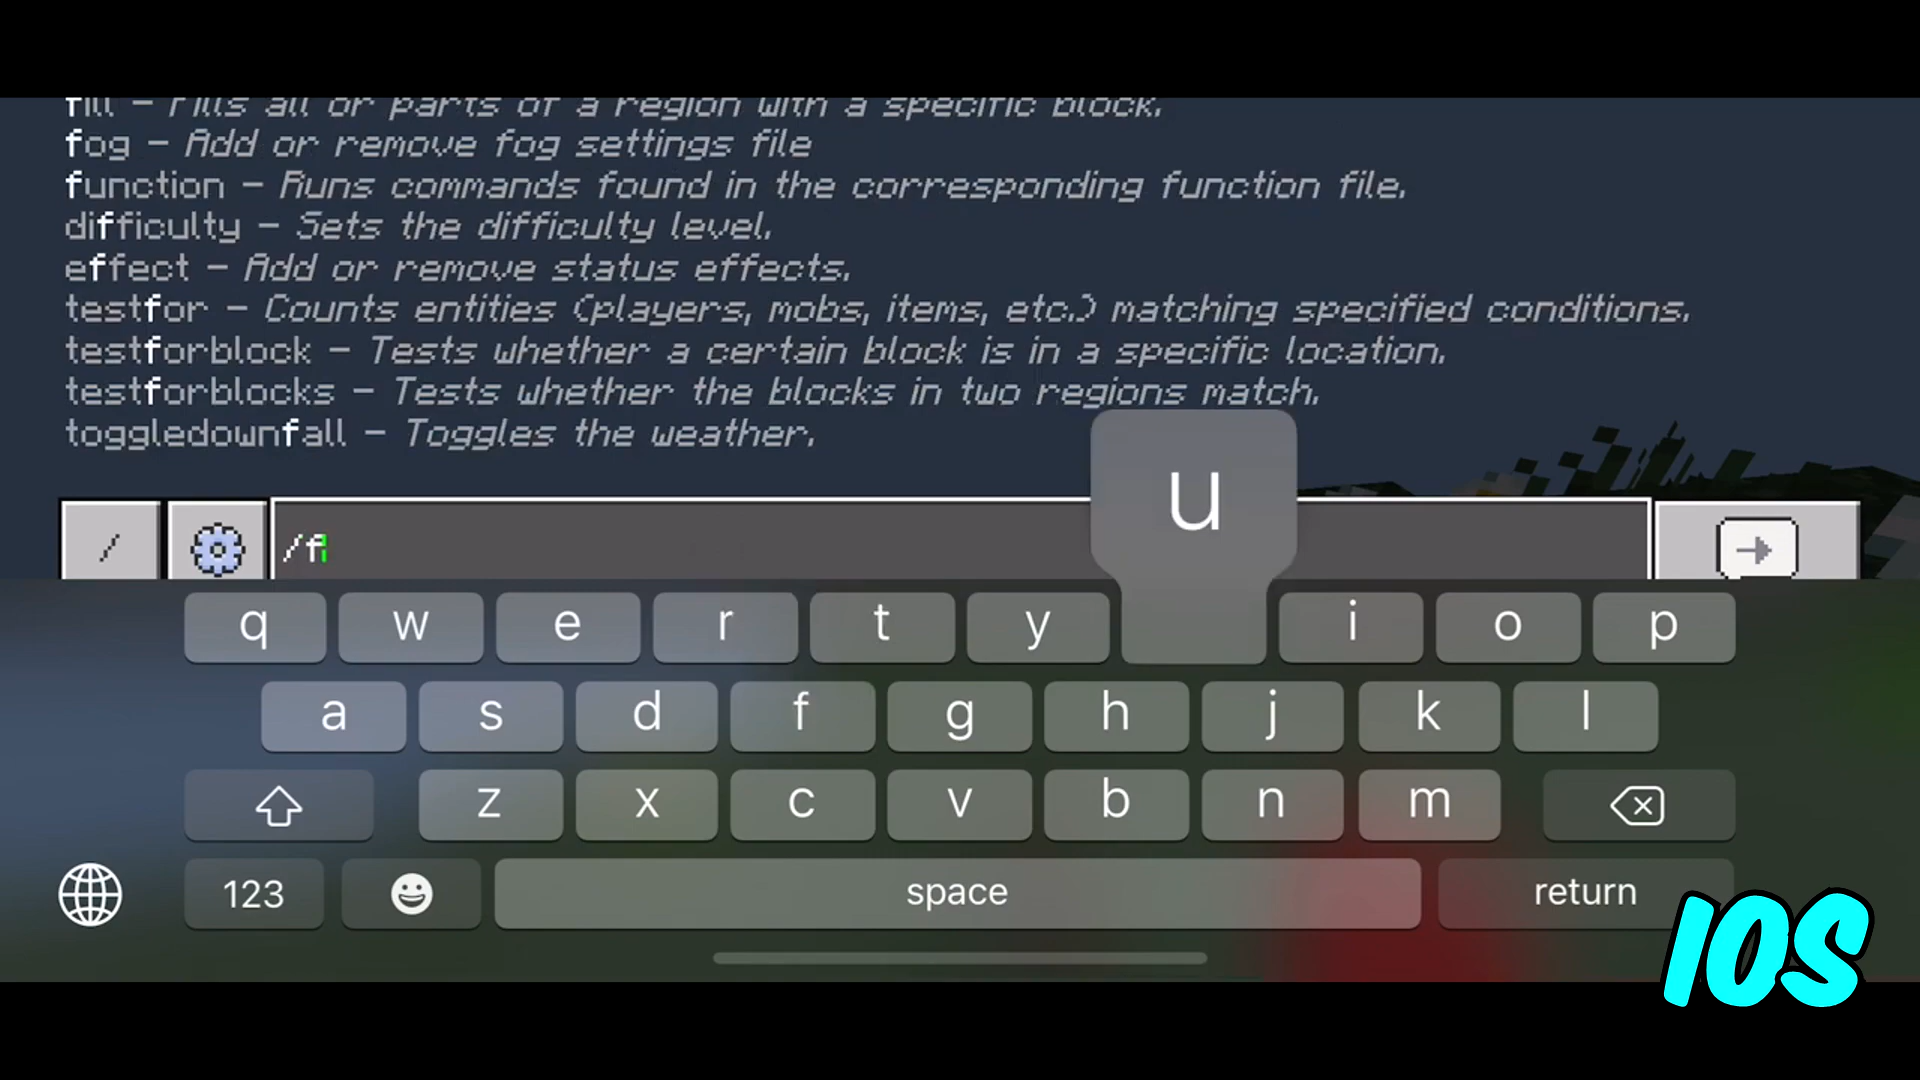 fill – Fills all or parts of a region with a specific block.
fog – Add or remove fog settings file
function – Runs commands found in the corresponding function file.
difficulty – Sets the difficulty level.
effect – Add or remove status effects.
testfor – Counts entities (players, mobs, items, etc.) matching specified conditions.
testforblock – Tests whether a certain block is in a specific location.
testforblocks – Tests whether the blocks in two regions match.
toggledownfall – Toggles the weather.
u
/
/f
q w e r t y i o p
a s d f g h j k l
z x c v b n m
123 space return
IOS